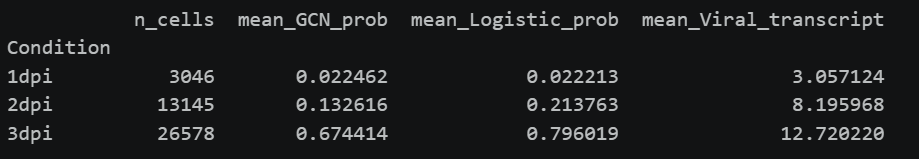 n_cells mean_GCN_prob mean_Logistic_prob mean_Viral_transcript
Condition
1dpi 3046 0.022462 0.022213 3.057124
2dpi 13145 0.132616 0.213763 8.195968
3dpi 26578 0.674414 0.796019 12.720220